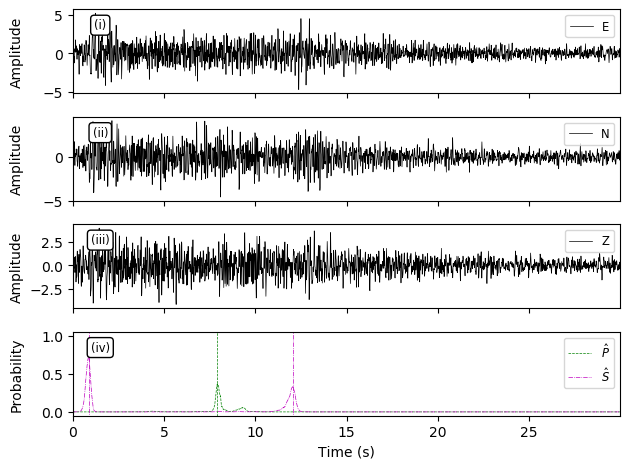 5
0
−5
Amplitude
(i)
E
0
−5
Amplitude
(ii)
N
2.5
0.0
−2.5
Amplitude
(iii)
Z
1.0
0.5
0.0
Probability
(iv)
P̂
Ŝ
0 5 10 15 20 25
Time (s)